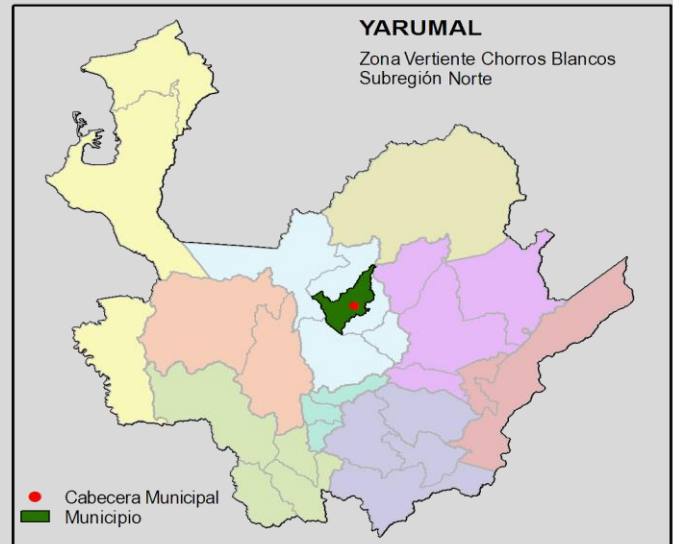 YARUMAL
Zona Vertiente Chorros Blancos
Subregión Norte
Cabecera Municipal
Municipio